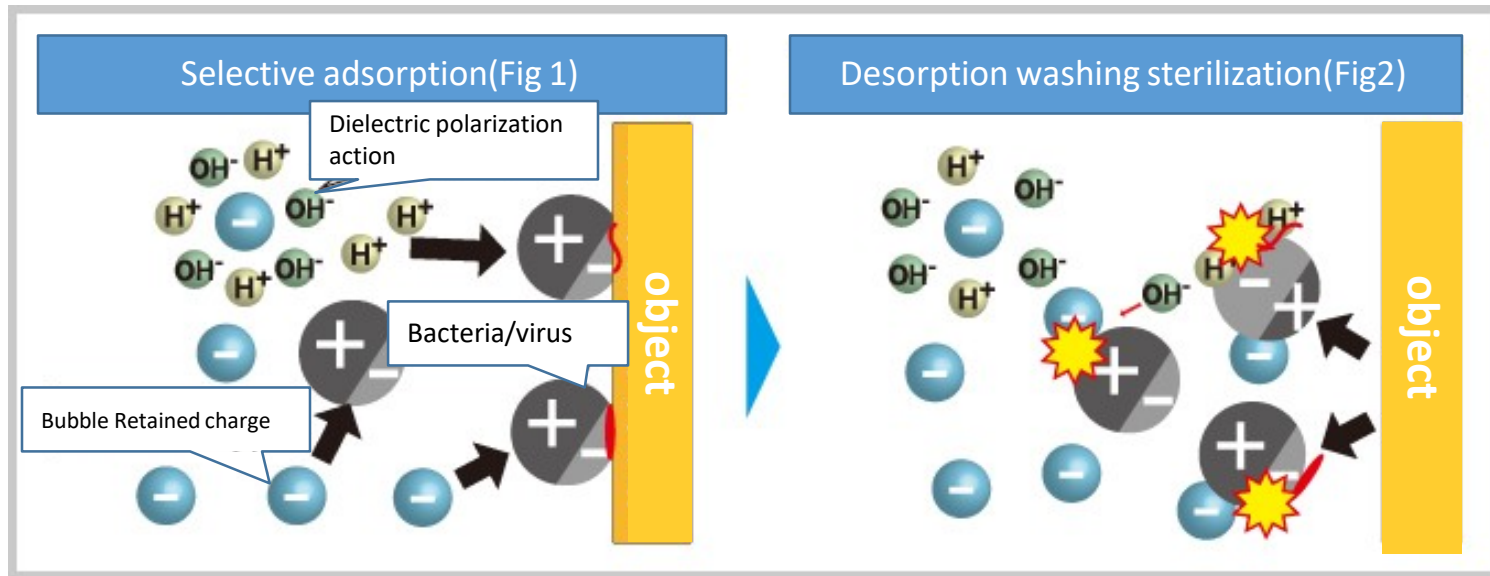 Selective adsorption(Fig 1)
Desorption washing sterilization(Fig2)
Dielectric polarization
action
OH-
H+
H+
OH-
H+
OH-
H+
OH-
H+
H+
+
-
object
Bacteria/virus
+
-
-
Bubble Retained charge
+
-
-
-
-
H+
OH-
OH-
H+
OH-
-
OH-
OH-
H+
H+
H+
OH-
-
+
-
-
-
+
-
object
-
-
+
-
-